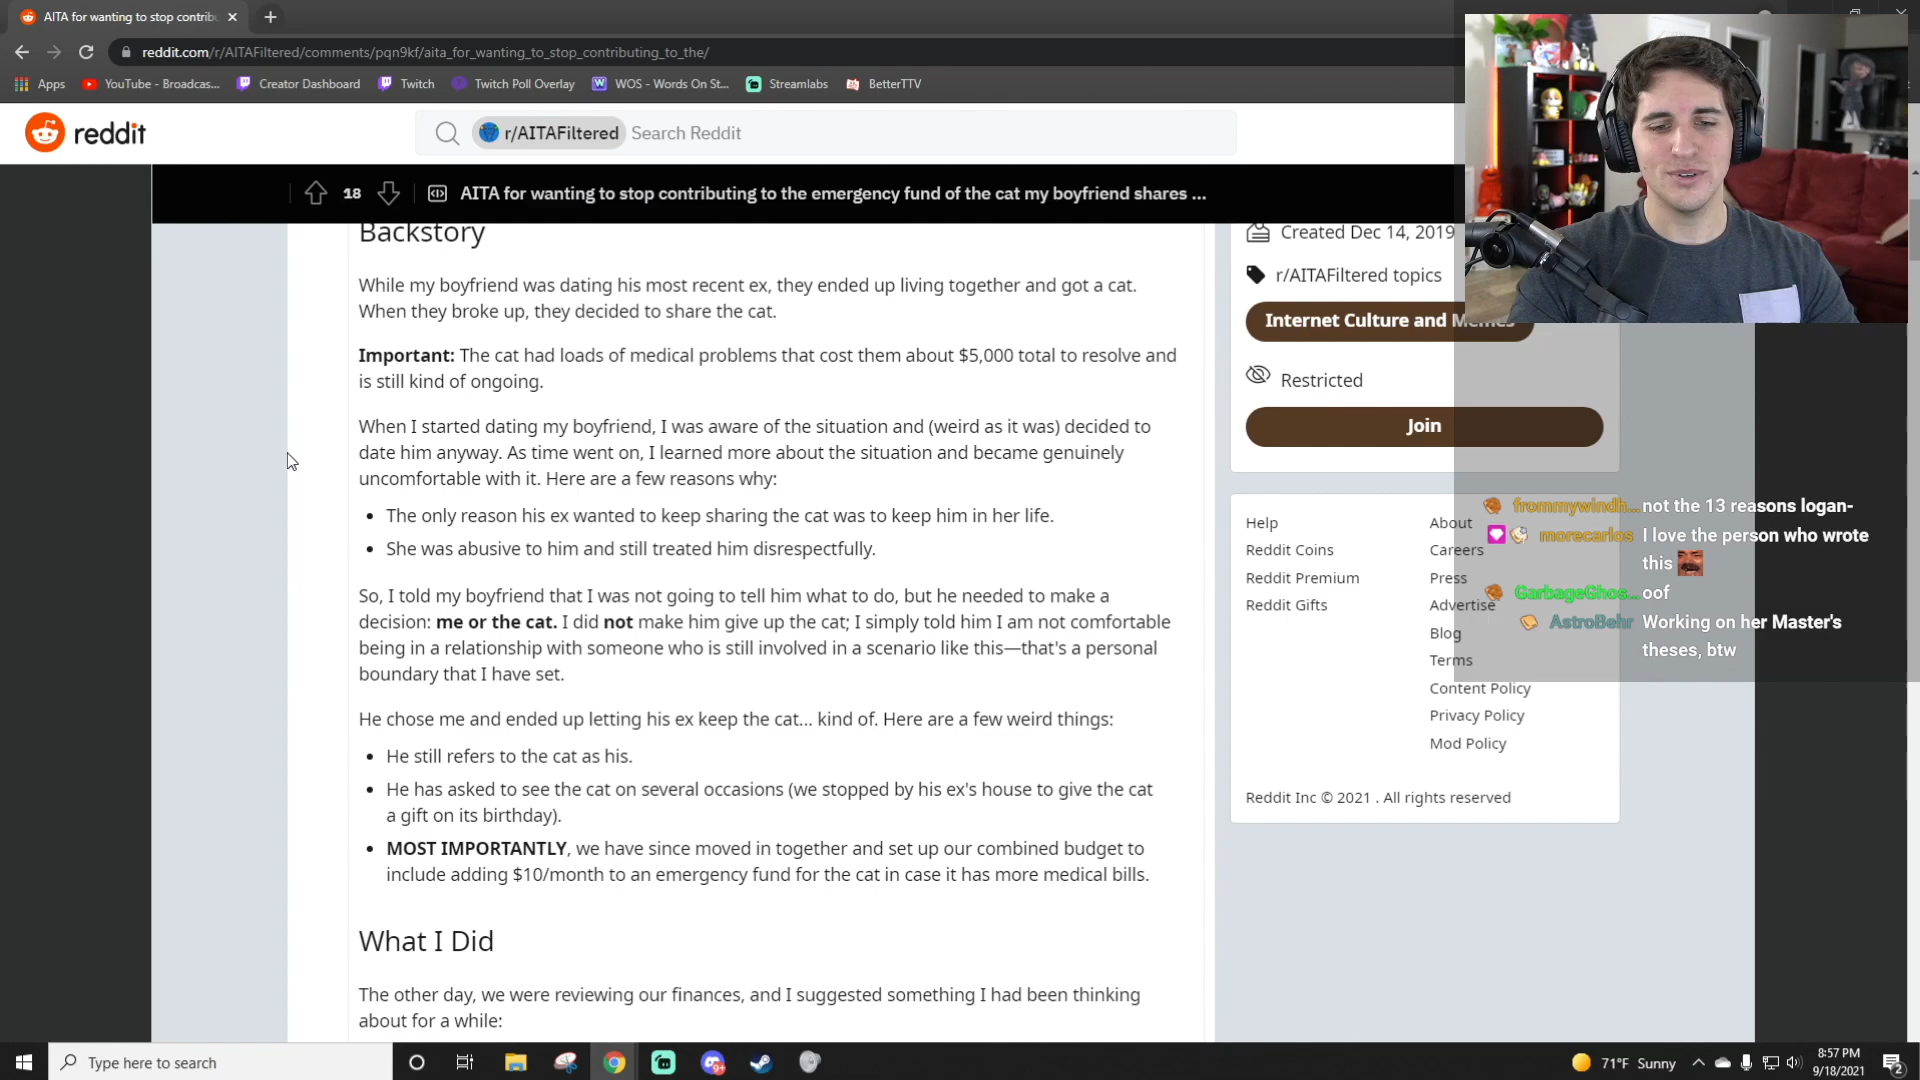 AITA for wanting to stop contribu
reddit.com/r/AITAFiltered/comments/pqn9kf/aita_for_wanting_to_stop_contributing_to_the/
Apps YouTube - Broadcas... Creator Dashboard Twitch Twitch Poll Overlay WOS - Words On St... Streamlabs BetterTTV
reddit r/AITAFiltered Search Reddit
18 AITA for wanting to stop contributing to the emergency fund of the cat my boyfriend shares ...
Backstory
While my boyfriend was dating his most recent ex, they ended up living together and got a cat.
When they broke up, they decided to share the cat.
Important: The cat had loads of medical problems that cost them about $5,000 total to resolve and
is still kind of ongoing.
When I started dating my boyfriend, I was aware of the situation and (weird as it was) decided to
date him anyway. As time went on, I learned more about the situation and became genuinely
uncomfortable with it. Here are a few reasons why:
• The only reason his ex wanted to keep sharing the cat was to keep him in her life.
• She was abusive to him and still treated him disrespectfully.
So, I told my boyfriend that I was not going to tell him what to do, but he needed to make a
decision: me or the cat. I did not make him give up the cat; I simply told him I am not comfortable
being in a relationship with someone who is still involved in a scenario like this—that's a personal
boundary that I have set.
He chose me and ended up letting his ex keep the cat... kind of. Here are a few weird things:
• He still refers to the cat as his.
• He has asked to see the cat on several occasions (we stopped by his ex's house to give the cat
a gift on its birthday).
• MOST IMPORTANTLY, we have since moved in together and set up our combined budget to
include adding $10/month to an emergency fund for the cat in case it has more medical bills.
What I Did
The other day, we were reviewing our finances, and I suggested something I had been thinking
about for a while:
Created Dec 14, 2019
r/AITAFiltered topics
Internet Culture and Memes
Restricted
Join
Help About
Reddit Coins Careers
Reddit Premium Press
Reddit Gifts Advertise
Blog
Terms
Content Policy
Privacy Policy
Mod Policy
Reddit Inc © 2021 . All rights reserved
frommywindh... not the 13 reasons logan-
morecarlos I love the person who wrote
this
GarbageGhos... oof
AstroBehr Working on her Master's
theses, btw
Type here to search
9+
71°F Sunny
8:57 PM
9/18/2021
2